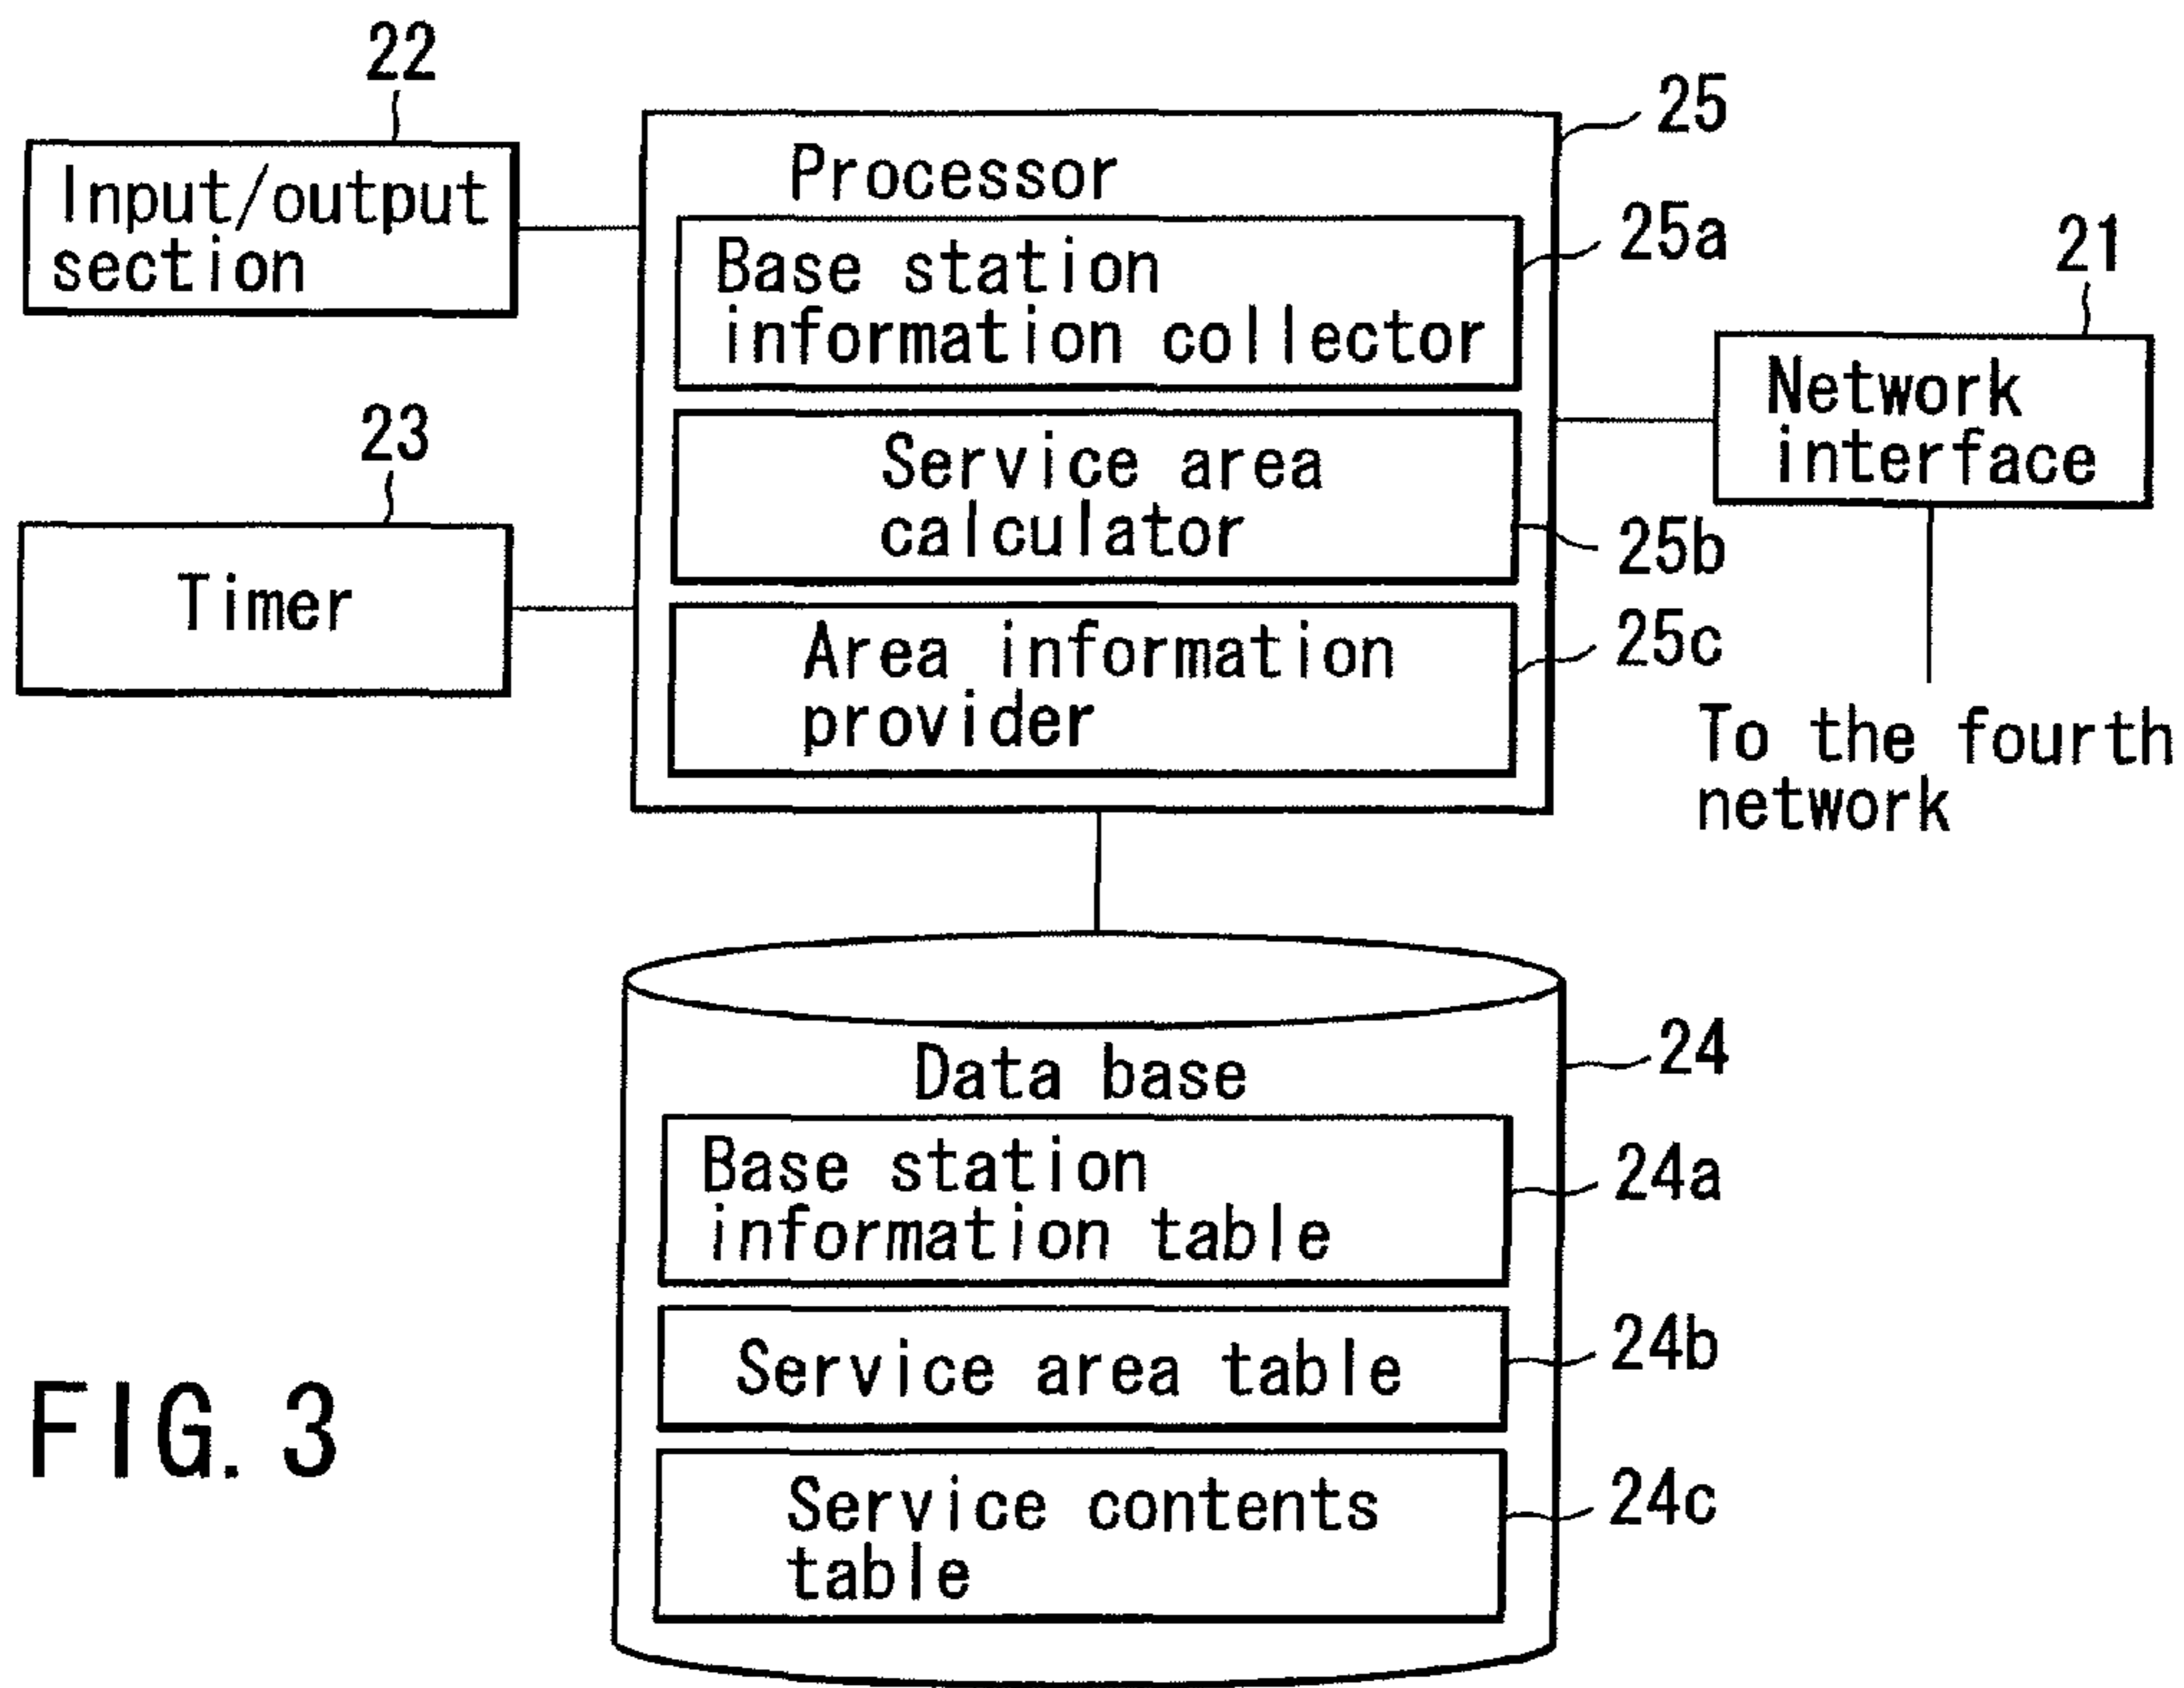 22
Input/output
section
23
Timer
25
Processor
25a
Base station
information collector
Service area
calculator
25b
Area information
provider
25c
21
Network
interface
To the fourth
network
Data base
24
Base station
information table
24a
Service area table
24b
Service contents
table
24c
FIG. 3